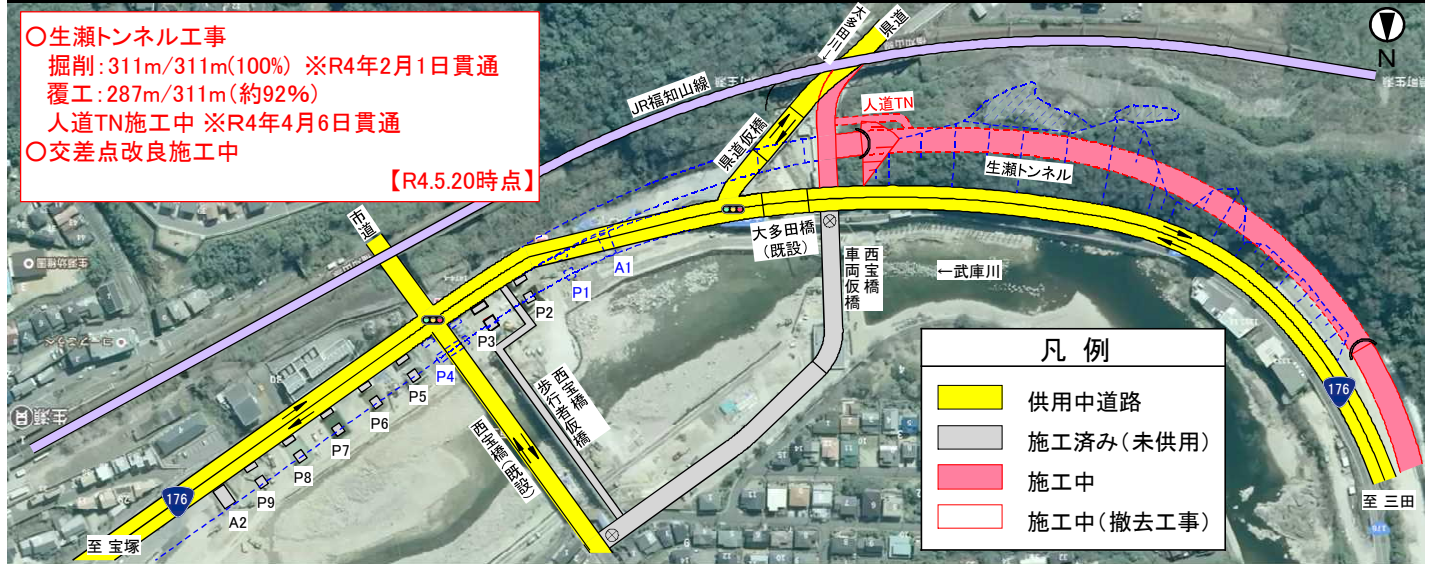 ○生瀬トンネル工事
掘削:311m/311m(100%) ※R4年2月1日貫通
覆工:287m/311m(約92%)
人道TN施工中 ※R4年4月6日貫通
○交差点改良施工中
【R4.5.20時点】
大多田川→
県道
N
JR福知山線
人道TN
県道仮橋
生瀬トンネル
市道
大多田橋
(既設)
西宝橋
車両仮橋
←武庫川
A1
P1
P2
P3
P4
P5
P6
P7
P8
P9
A2
西宝橋
歩行者仮橋
西宝橋(既設)
176
至 宝塚
176
至 三田
凡 例
供用中道路
施工済み(未供用)
施工中
施工中(撤去工事)
生瀬